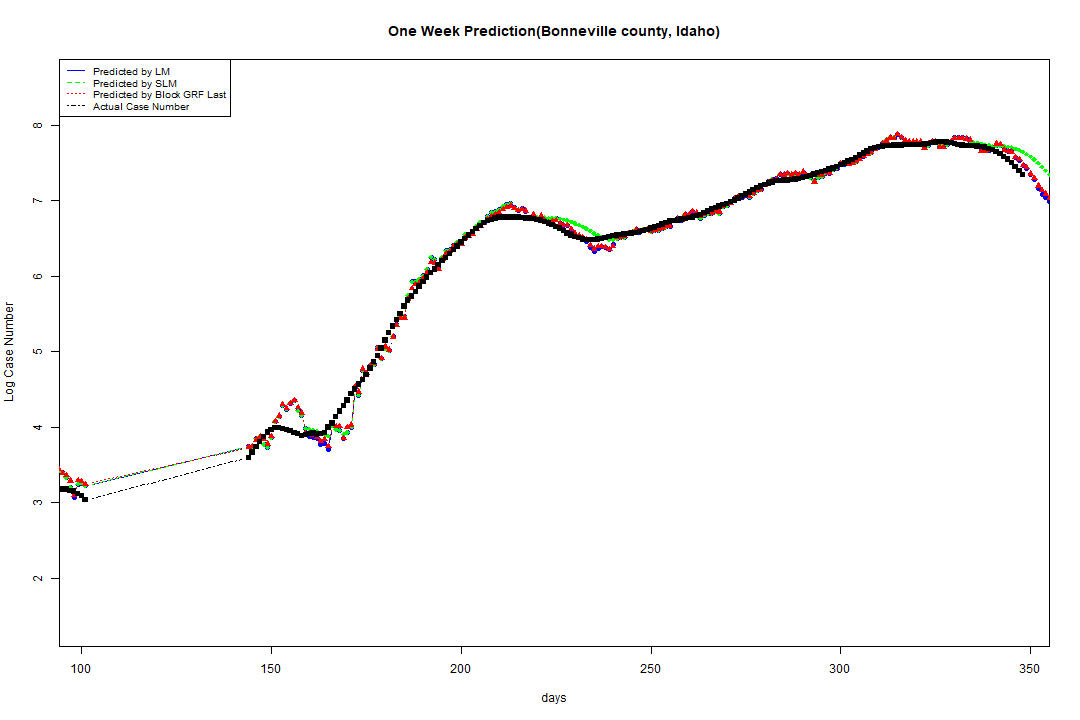 One Week Prediction(Bonneville county, Idaho)
Predicted by LM
Predicted by SLM
Predicted by Block GRF Last
Actual Case Number
8
7
6
5
4
3
2
Log Case Number
100 150 200 250 300 350
days